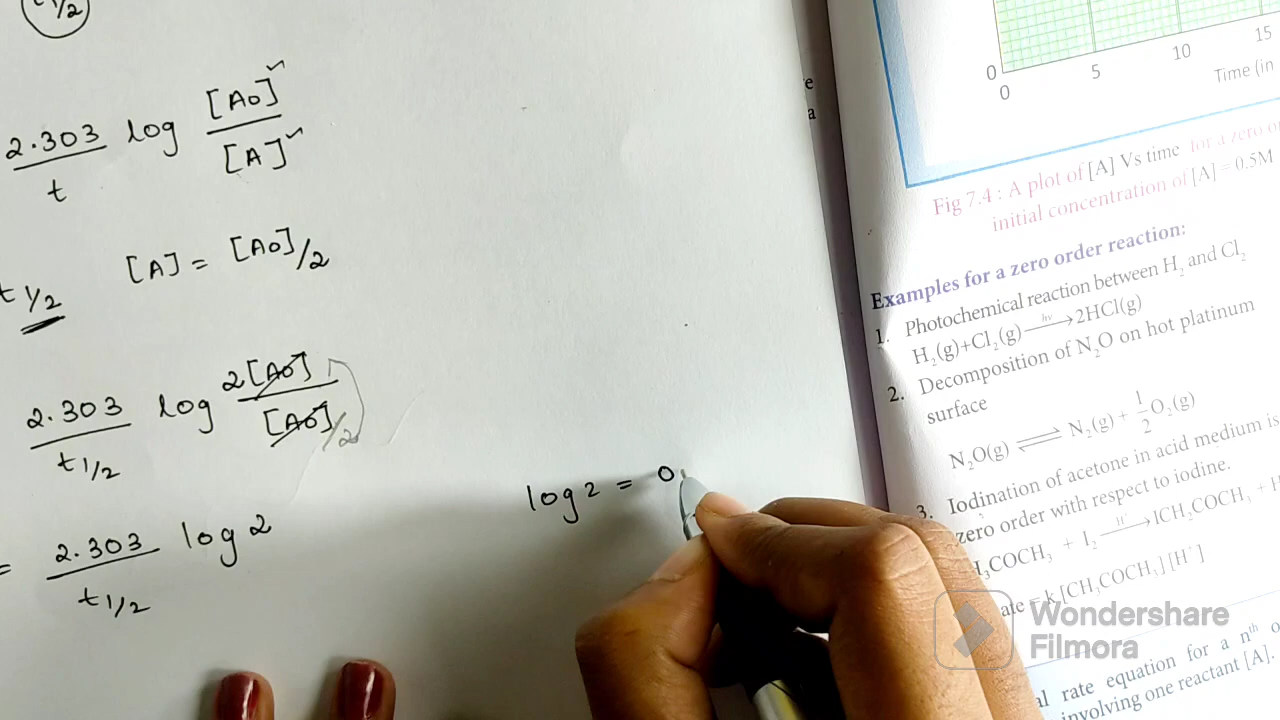 t1/2
2.303/t log [A0]/[A]
t 1/2 [A] = [A0]/2
2.303/t1/2 log 2[A0]/[A0]/2
= 2.303/t1/2 log 2
log 2 = 0.
e
a
0
0 5 10 15
Time (in
Fig 7.4 : A plot of [A] Vs time for a zero
initial concentration of [A] = 0.5M
Examples for a zero order reaction:
1. Photochemical reaction between H₂ and Cl₂
H₂(g)+Cl₂(g) —hν→ 2HCl(g)
2. Decomposition of N₂O on hot platinum
surface
N₂O(g) ⇌ N₂(g) + 1/2 O₂(g)
3. Iodination of acetone in acid medium is
zero order with respect to iodine.
₃COCH₃ + I₂ —H⁺→ ICH₂COCH₃ + H
ate = k [CH₃COCH₃] [H⁺]
al rate equation for a nᵗʰ
involving one reactant [A].
Wondershare
Filmora